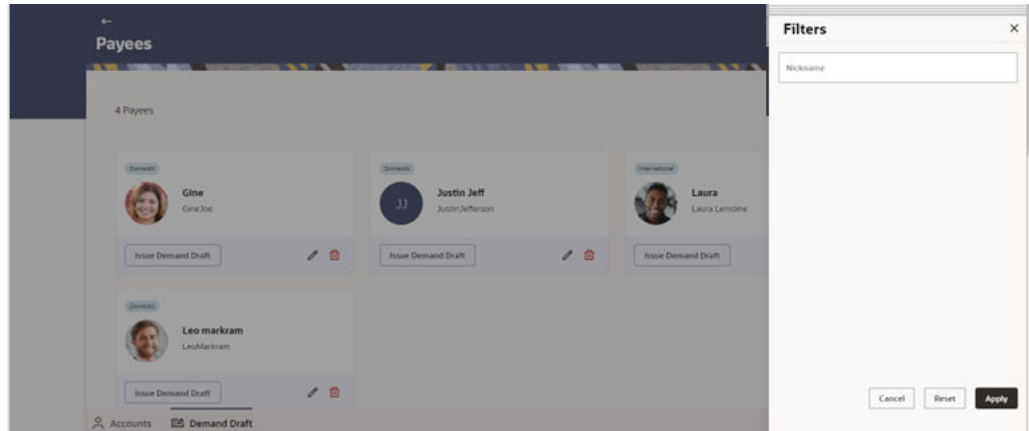 ←
Payees
4 Payees
Domestic
Gine
GineJoe
Issue Demand Draft
Domestic
JJ
Justin Jeff
JustinJefferson
Issue Demand Draft
International
Laura
Laura Lemoine
Issue Demand Draft
Domestic
Leo markram
LeoMarkram
Issue Demand Draft
Accounts
Demand Draft
Filters
Nickname
Cancel Reset Apply